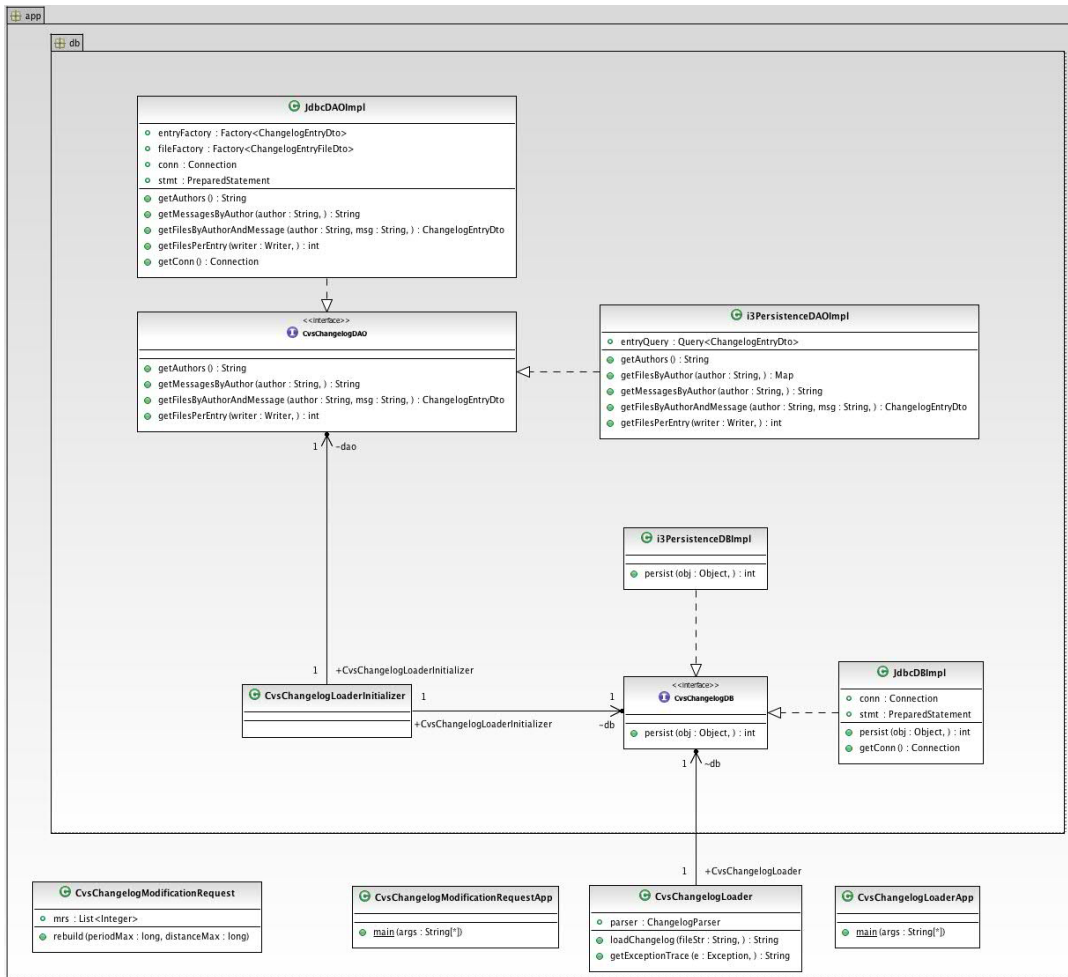 app
db
JdbcDAOImpl
entryFactory : Factory<ChangelogEntryDto>
fileFactory : Factory<ChangelogEntryFileDto>
conn : Connection
stmt : PreparedStatement
getAuthors () : String
getMessagesByAuthor (author : String, ) : String
getFilesByAuthorAndMessage (author : String, msg : String, ) : ChangelogEntryDto
getFilesPerEntry (writer : Writer, ) : int
getConn () : Connection
<<interface>>
CvsChangelogDAO
getAuthors () : String
getMessagesByAuthor (author : String, ) : String
getFilesByAuthorAndMessage (author : String, msg : String, ) : ChangelogEntryDto
getFilesPerEntry (writer : Writer, ) : int
i3PersistenceDAOImpl
entryQuery : Query<ChangelogEntryDto>
getAuthors () : String
getFilesByAuthor (author : String, ) : Map
getMessagesByAuthor (author : String, ) : String
getFilesByAuthorAndMessage (author : String, msg : String, ) : ChangelogEntryDto
getFilesPerEntry (writer : Writer, ) : int
1 ~dao
i3PersistenceDBImpl
persist (obj : Object, ) : int
1 +CvsChangelogLoaderInitializer
CvsChangelogLoaderInitializer
1
+CvsChangelogLoaderInitializer
1
~db
<<interface>>
CvsChangelogDB
persist (obj : Object, ) : int
JdbcDBImpl
conn : Connection
stmt : PreparedStatement
persist (obj : Object, ) : int
getConn () : Connection
1 ~db
1 +CvsChangelogLoader
CvsChangelogModificationRequest
mrs : List<Integer>
rebuild (periodMax : long, distanceMax : long)
CvsChangelogModificationRequestApp
main (args : String[*])
CvsChangelogLoader
parser : ChangelogParser
loadChangelog (fileStr : String, ) : String
getExceptionTrace (e : Exception, ) : String
CvsChangelogLoaderApp
main (args : String[*])